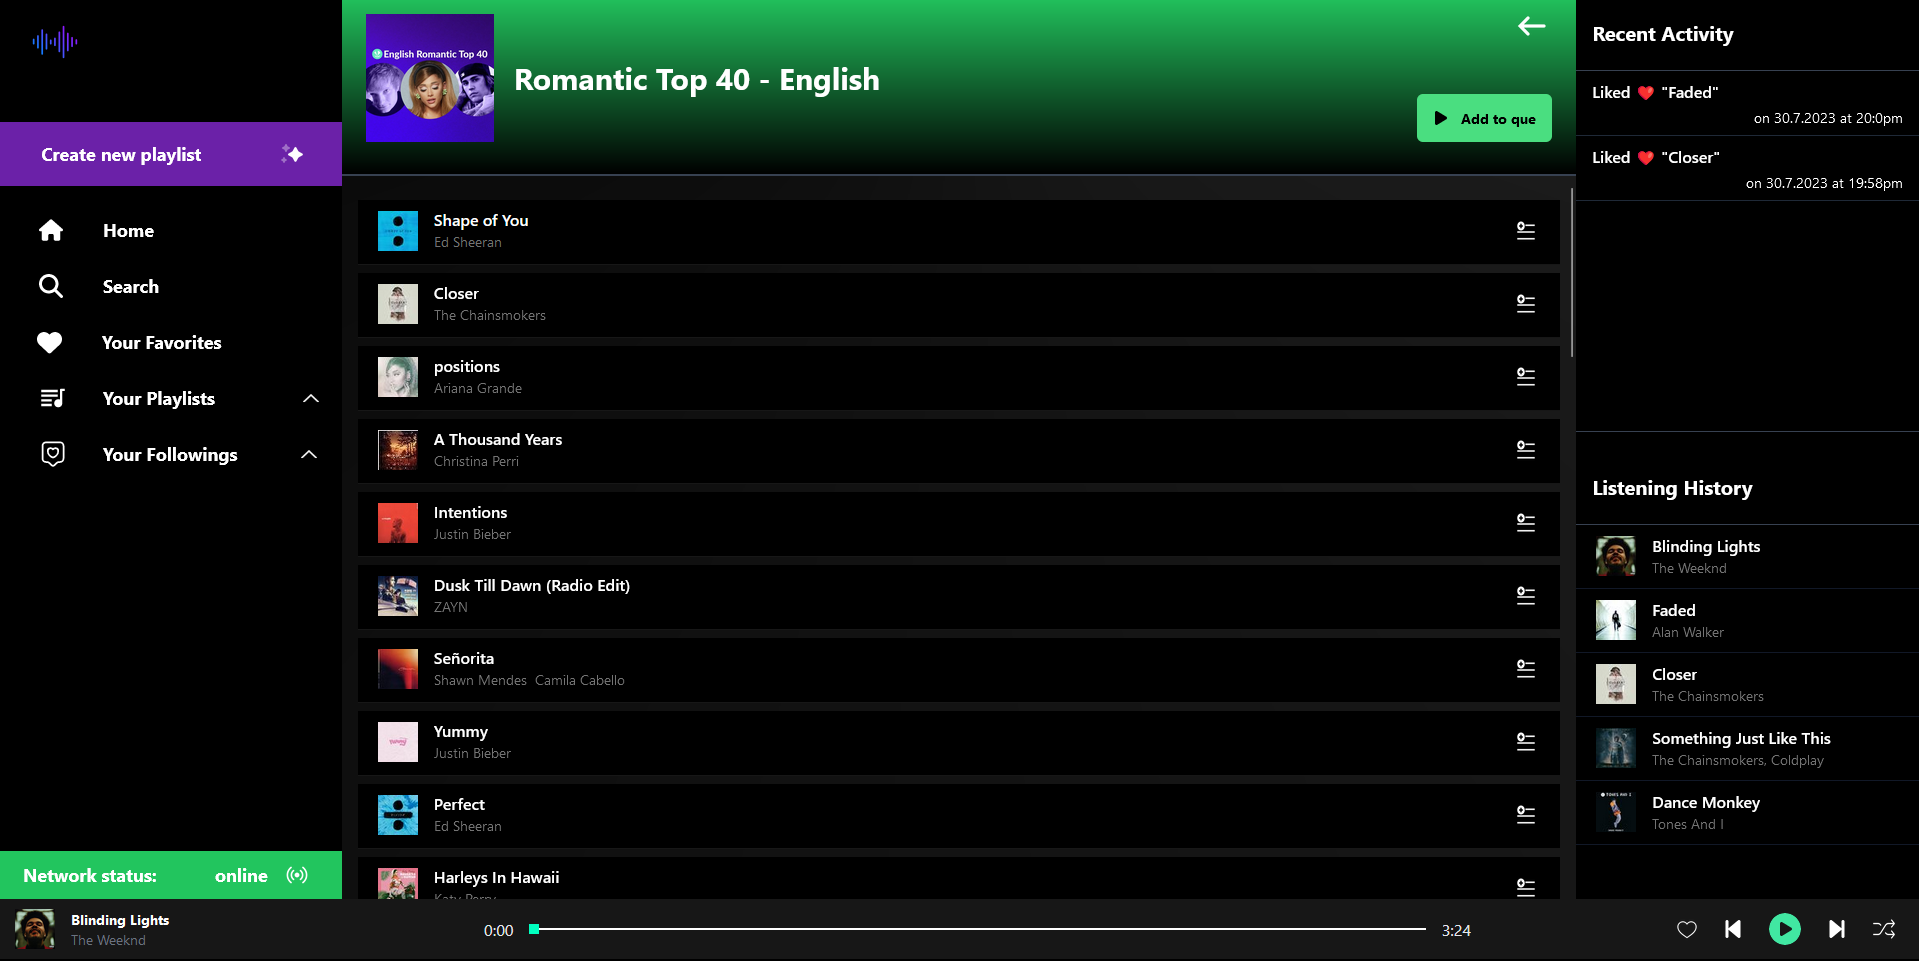 Create new playlist
Home
Search
Your Favorites
Your Playlists
Your Followings
Network status: online
English Romantic Top 40
Romantic Top 40 - English
Add to que
Shape of You
Ed Sheeran
Closer
The Chainsmokers
positions
Ariana Grande
A Thousand Years
Christina Perri
Intentions
Justin Bieber
Dusk Till Dawn (Radio Edit)
ZAYN
Señorita
Shawn Mendes  Camila Cabello
Yummy
Justin Bieber
Perfect
Ed Sheeran
Harleys In Hawaii
Katy Perry
Recent Activity
Liked ❤️ "Faded"
on 30.7.2023 at 20:0pm
Liked ❤️ "Closer"
on 30.7.2023 at 19:58pm
Listening History
Blinding Lights
The Weeknd
Faded
Alan Walker
Closer
The Chainsmokers
Something Just Like This
The Chainsmokers, Coldplay
TONES AND I
Dance Monkey
Tones And I
Blinding Lights
The Weeknd
0:00
3:24